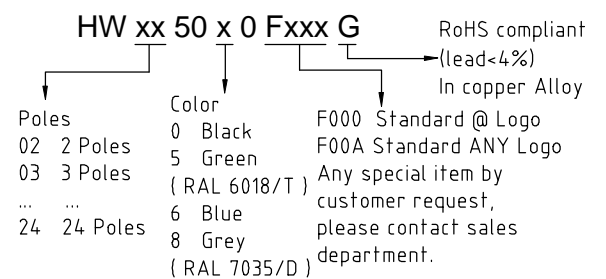 HW xx 50 x 0 Fxxx G
RoHS compliant
(lead<4%)
In copper Alloy
Poles
02 2 Poles
03 3 Poles
... ...
24 24 Poles
Color
0 Black
5 Green
( RAL 6018/T )
6 Blue
8 Grey
( RAL 7035/D )
F000 Standard @ Logo
F00A Standard ANY Logo
Any special item by
customer request,
please contact sales
department.